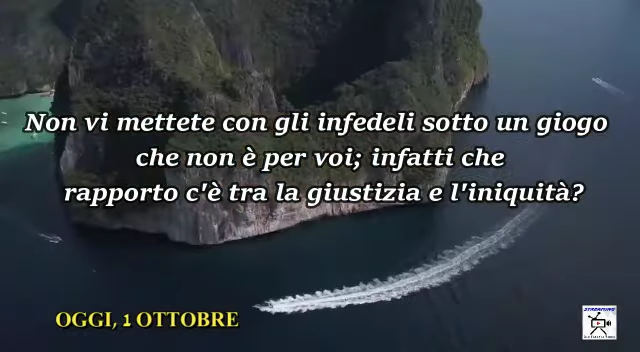 Non vi mettete con gli infedeli sotto un giogo
che non è per voi; infatti che
rapporto c'è tra la giustizia e l'iniquità?
OGGI, 1 OTTOBRE
STREAMING